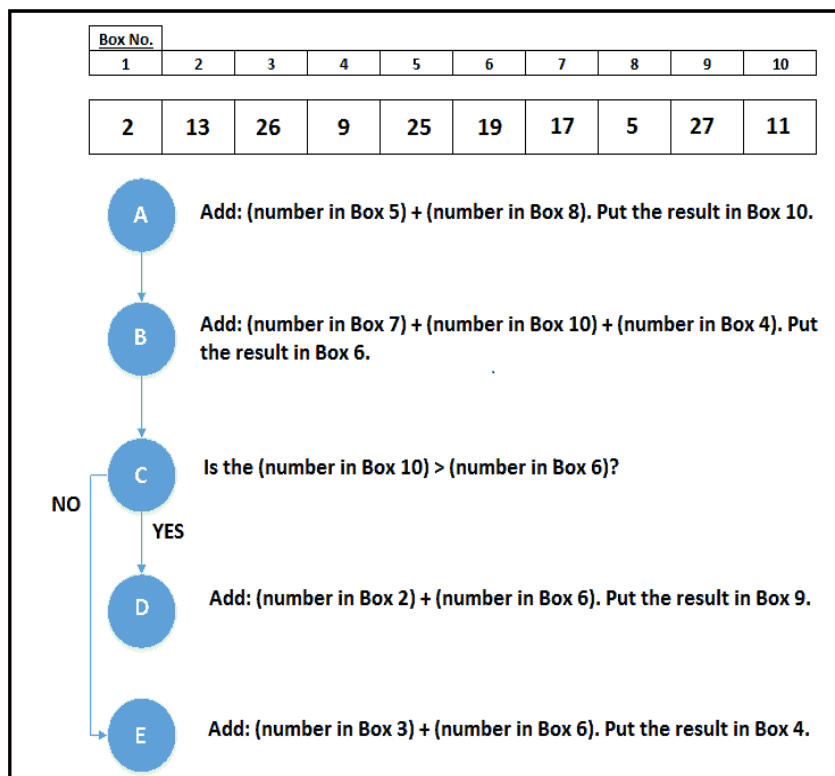 Box No.
1 2 3 4 5 6 7 8 9 10
2 13 26 9 25 19 17 5 27 11
A Add: (number in Box 5) + (number in Box 8). Put the result in Box 10.
B Add: (number in Box 7) + (number in Box 10) + (number in Box 4). Put
the result in Box 6.
C Is the (number in Box 10) > (number in Box 6)?
NO
YES
D Add: (number in Box 2) + (number in Box 6). Put the result in Box 9.
E Add: (number in Box 3) + (number in Box 6). Put the result in Box 4.